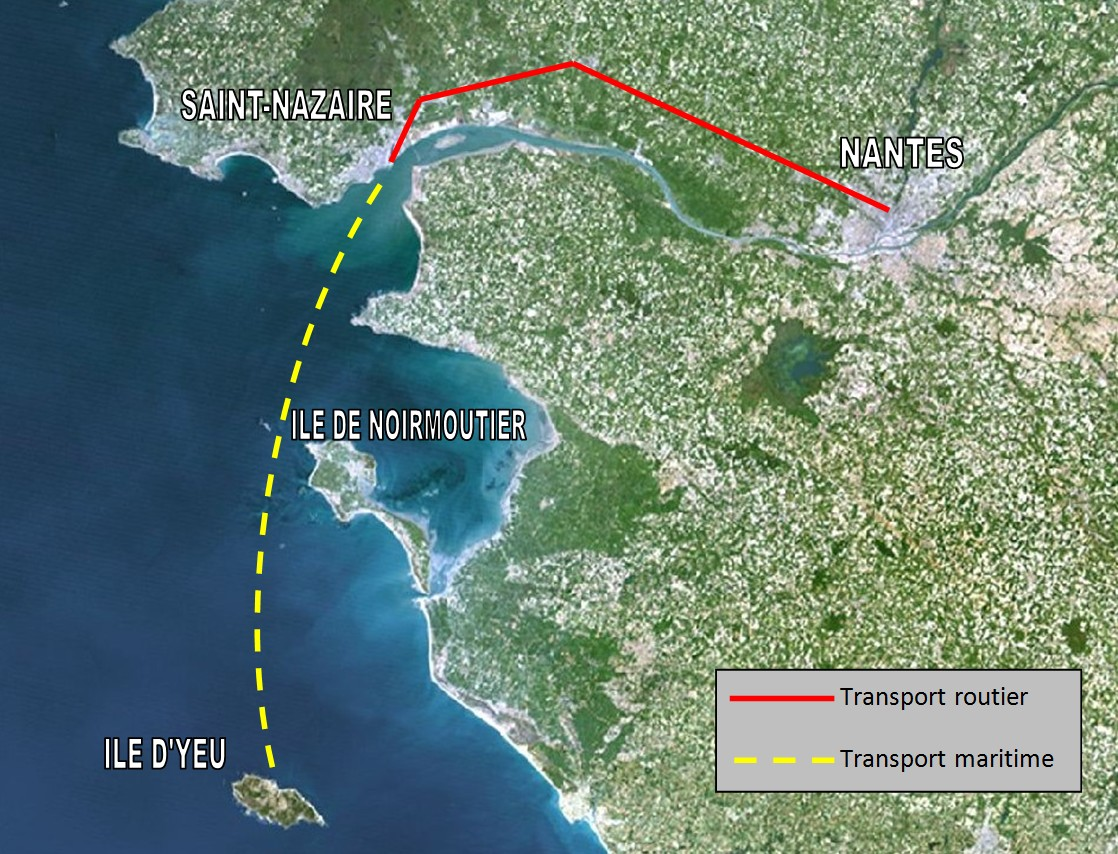 SAINT-NAZAIRE
NANTES
ILE DE NOIRMOUTIER
ILE D'YEU
Transport routier
Transport maritime